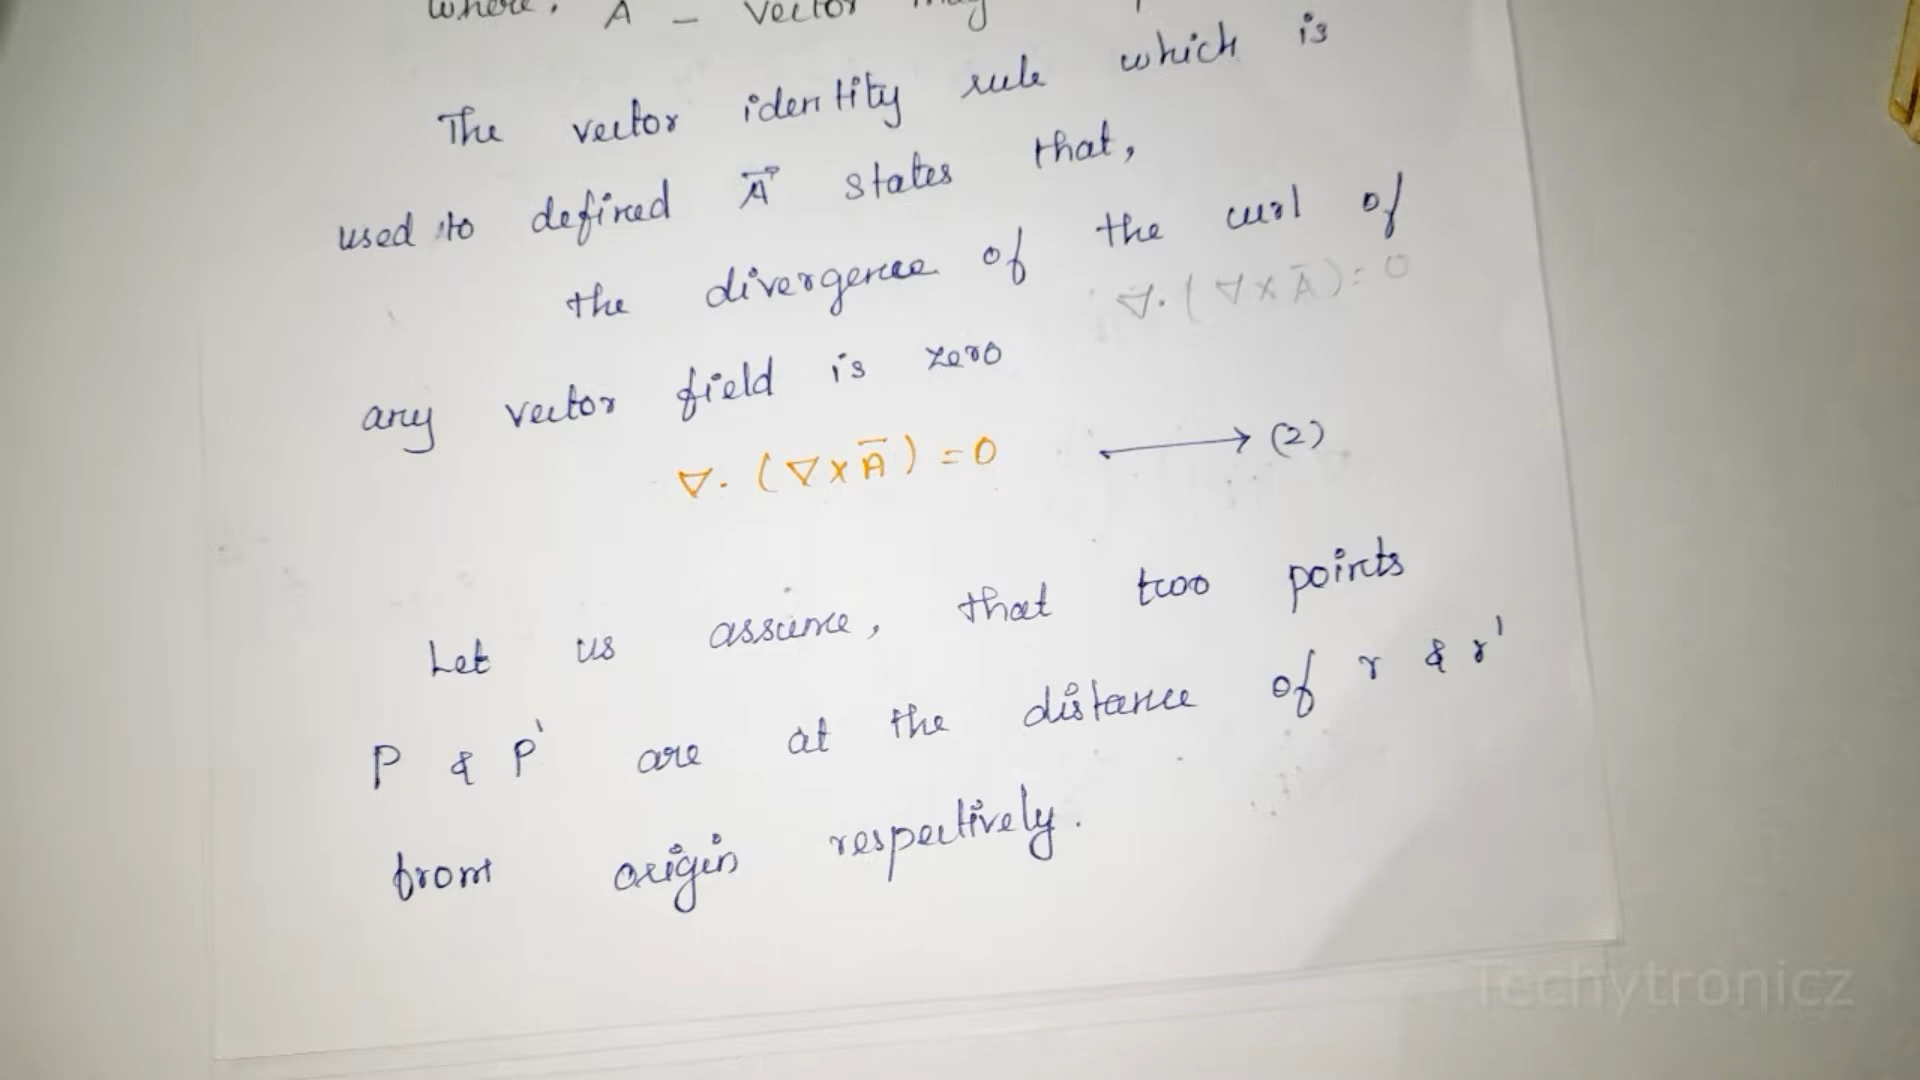 where, A - Vector
The vector identity rule which is
used to defined A⃗ states that,
the divergence of the curl of
∇·(∇×A̅)=0
any vector field is zero
∇·(∇×A̅)=0 ⟶ (2)
Let us assume, that two points
P & P' are at the distance of r & r'
from origin respectively.
Techytronicz